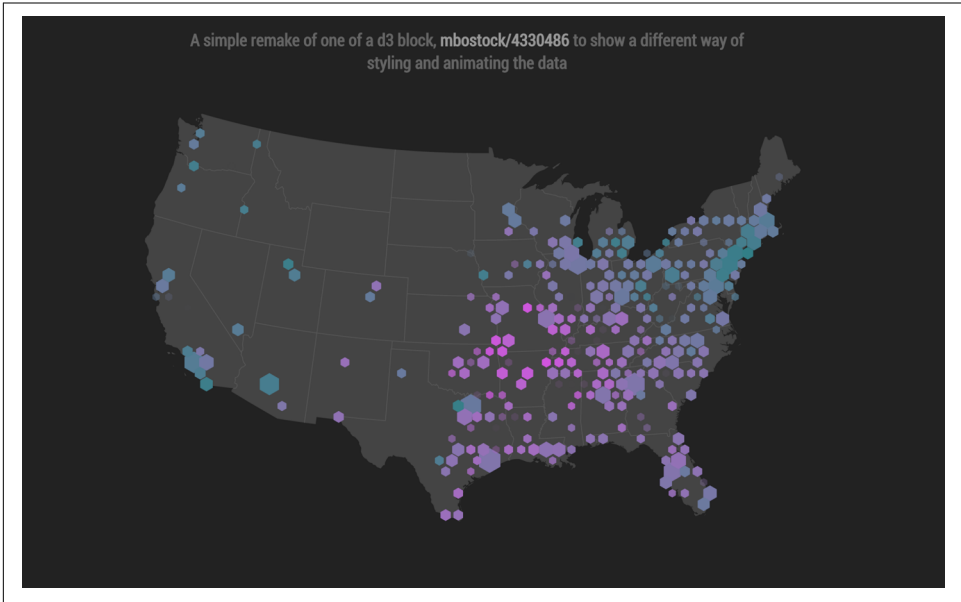 A simple remake of one of a d3 block, mbostock/4330486 to show a different way of
styling and animating the data